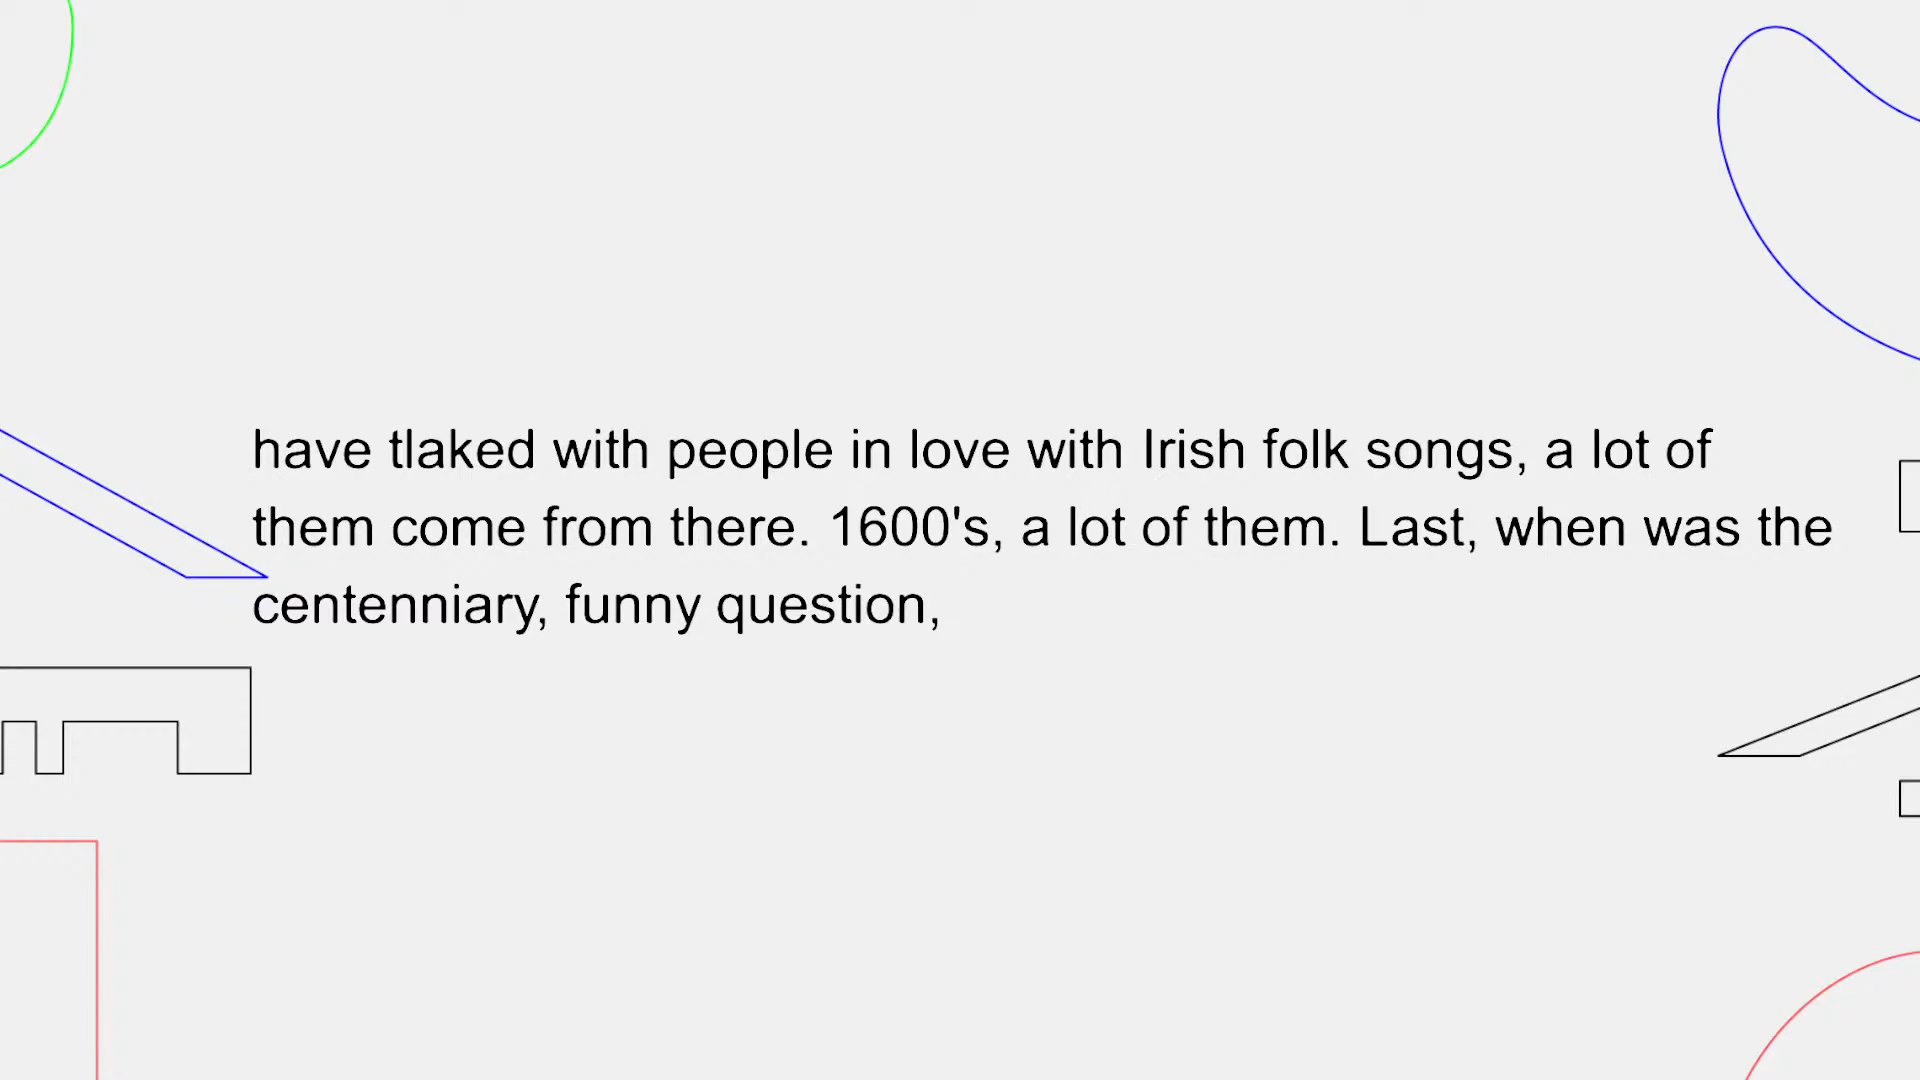 have tlaked with people in love with Irish folk songs, a lot of
them come from there. 1600's, a lot of them. Last, when was the
centenniary, funny question,